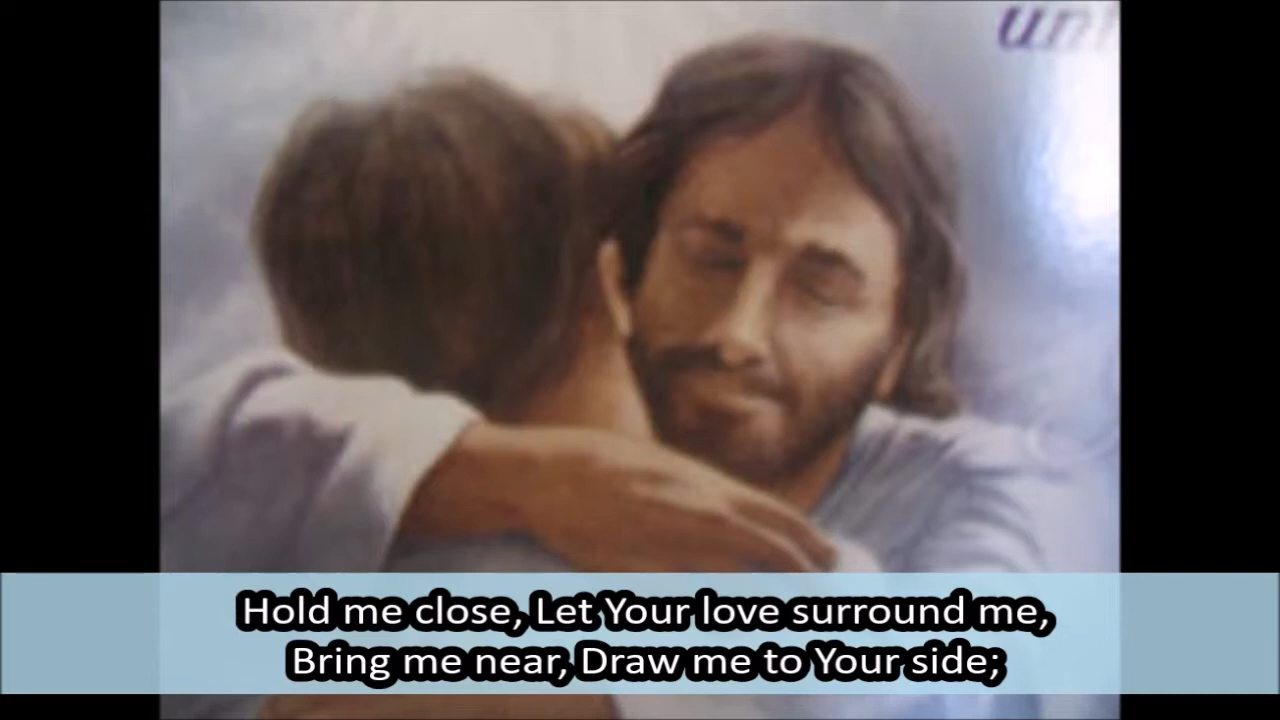 Hold me close, Let Your love surround me,
Bring me near, Draw me to Your side;